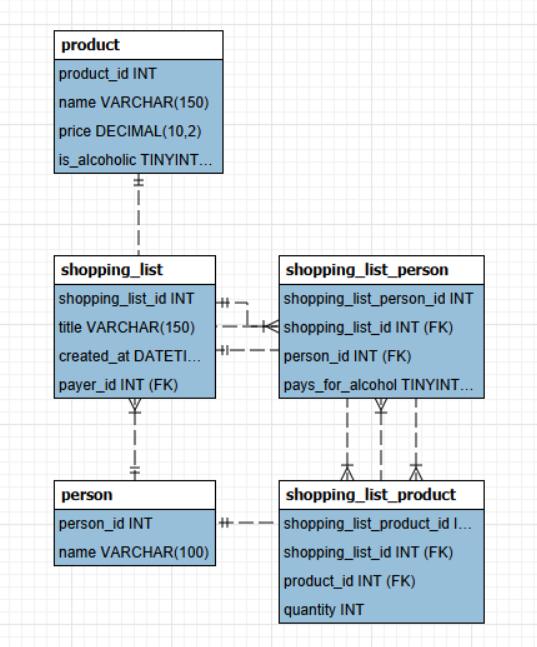 product
product_id INT
name VARCHAR(150)
price DECIMAL(10,2)
is_alcoholic TINYINT...
shopping_list
shopping_list_id INT
title VARCHAR(150)
created_at DATETI...
payer_id INT (FK)
shopping_list_person
shopping_list_person_id INT
shopping_list_id INT (FK)
person_id INT (FK)
pays_for_alcohol TINYINT...
person
person_id INT
name VARCHAR(100)
shopping_list_product
shopping_list_product_id I...
shopping_list_id INT (FK)
product_id INT (FK)
quantity INT